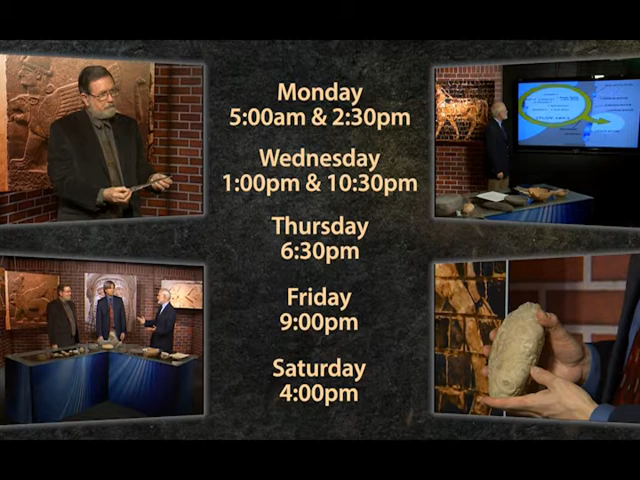 Monday
5:00am & 2:30pm
Wednesday
1:00pm & 10:30pm
Thursday
6:30pm
Friday
9:00pm
Saturday
4:00pm